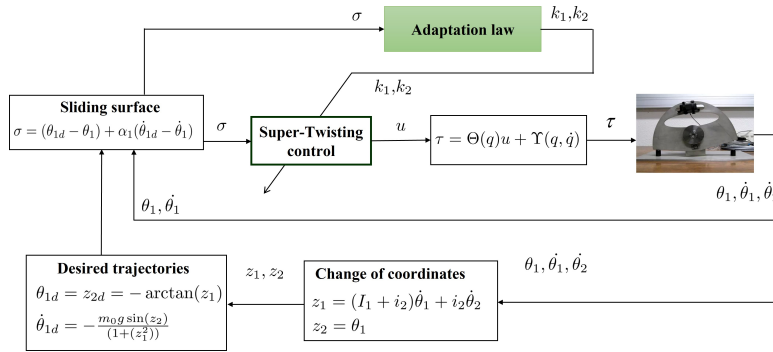 σ
Adaptation law
k₁,k₂
k₁,k₂
Sliding surface
σ = (θ₁d − θ₁) + α₁(θ̇₁d − θ̇₁)
σ
Super-Twisting
control
u
τ = Θ(q)u + Υ(q, q̇)
τ
θ₁, θ̇₁
θ₁, θ̇₁, θ̇
Desired trajectories
θ₁d = z₂d = − arctan(z₁)
θ̇₁d = − m₀g sin(z₂) / (1+(z₁²))
z₁, z₂
Change of coordinates
z₁ = (I₁ + i₂)θ̇₁ + i₂θ̇₂
z₂ = θ₁
θ₁, θ̇₁, θ̇₂